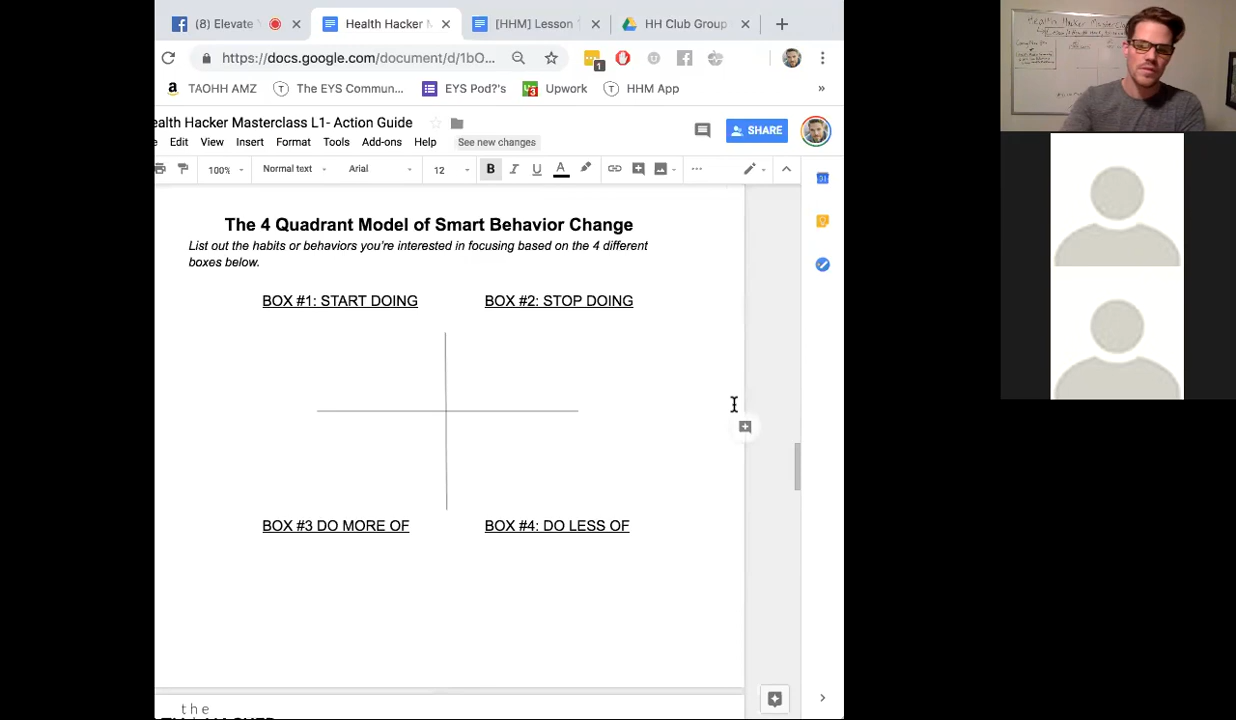 (8) Elevate
Health Hacker M
[HHM] Lesson
HH Club Group
https://docs.google.com/document/d/1bO...
1
TAOHH AMZ
The EYS Commun...
EYS Pod?'s
Upwork
HHM App
»
ealth Hacker Masterclass L1- Action Guide
Edit View Insert Format Tools Add-ons Help See new changes
SHARE
100% Normal text Arial 12 B I U A
The 4 Quadrant Model of Smart Behavior Change
List out the habits or behaviors you're interested in focusing based on the 4 different
boxes below.
BOX #1: START DOING BOX #2: STOP DOING
BOX #3 DO MORE OF BOX #4: DO LESS OF
the
Health Hacker Mastercl